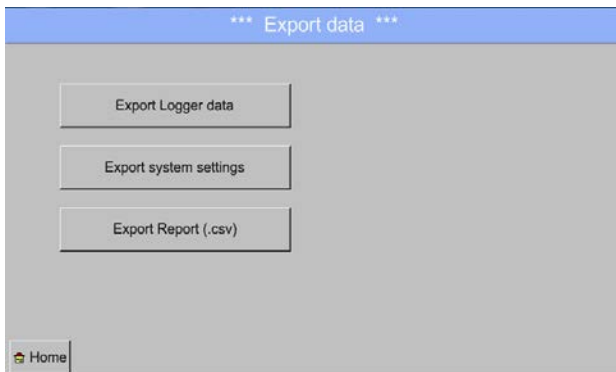 *** Export data ***
Export Logger data
Export system settings
Export Report (.csv)
Home